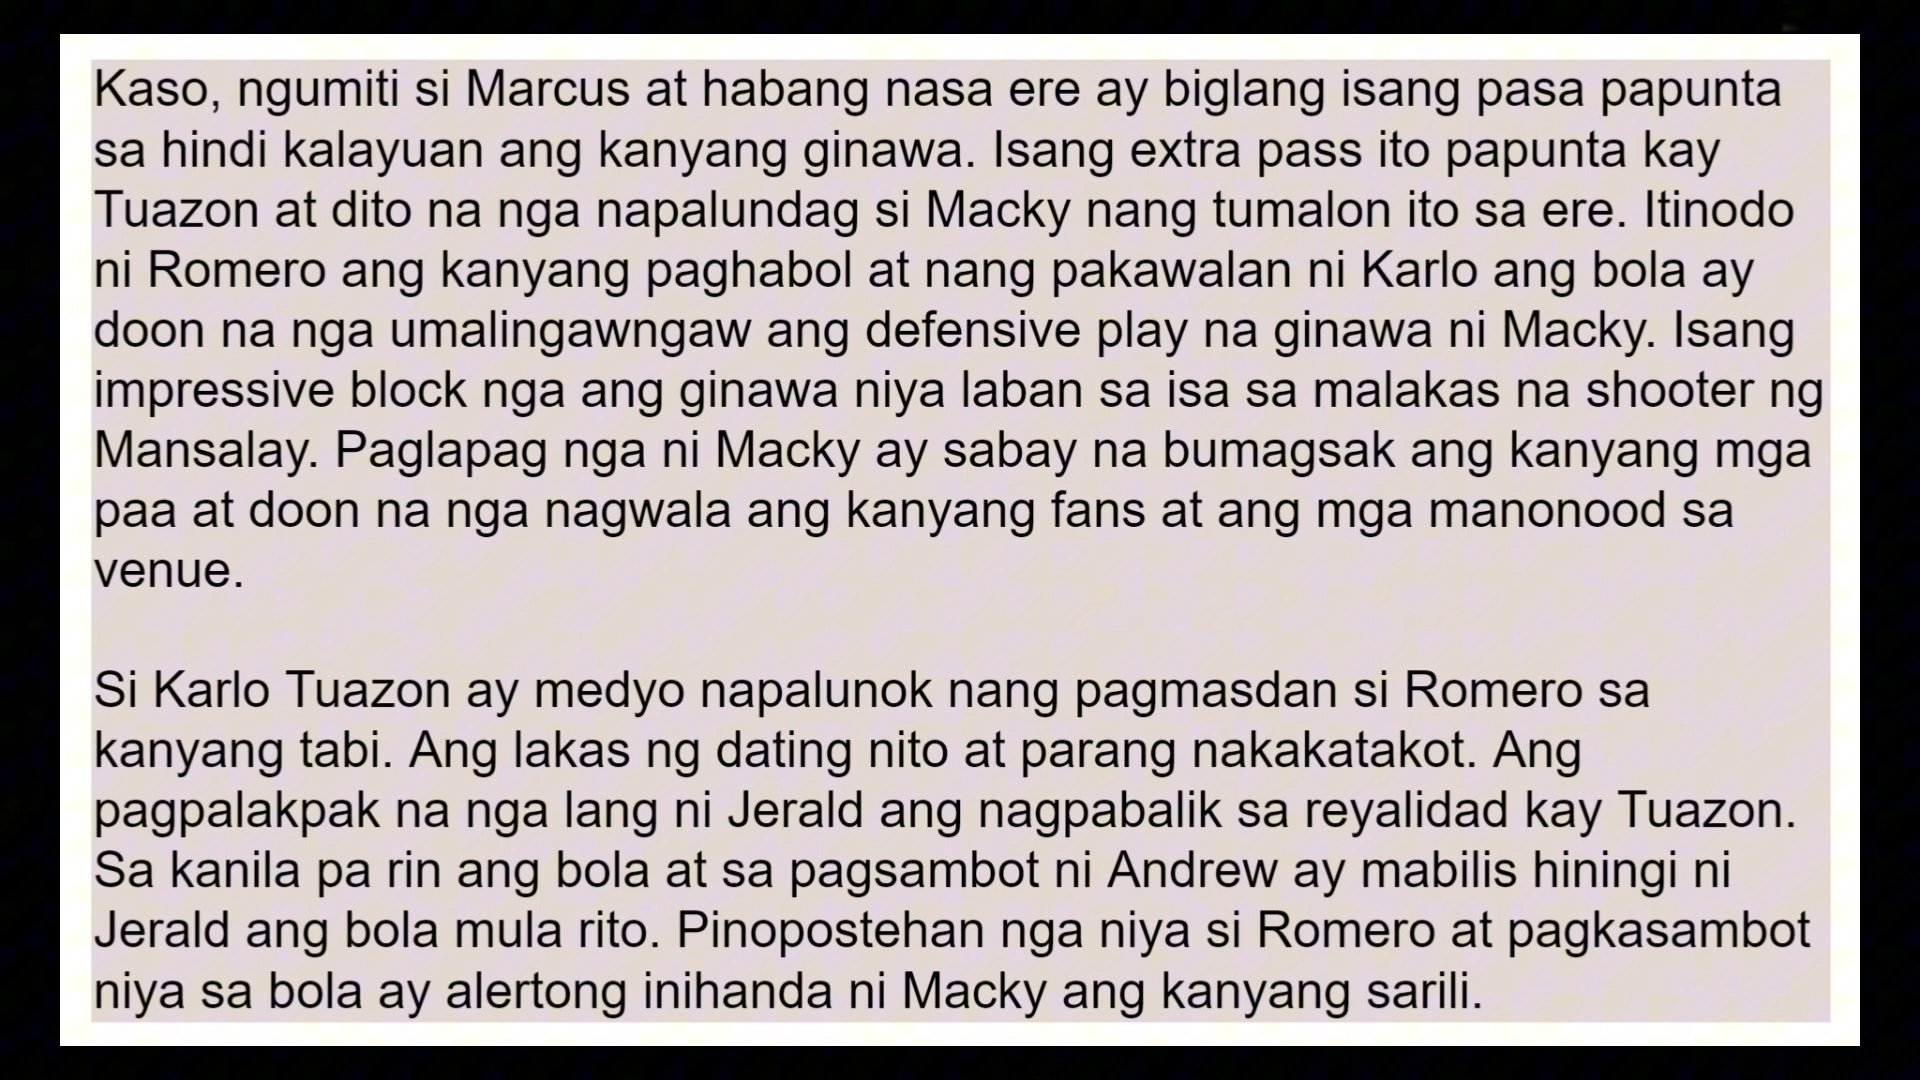 Kaso, ngumiti si Marcus at habang nasa ere ay biglang isang pasa papunta
sa hindi kalayuan ang kanyang ginawa. Isang extra pass ito papunta kay
Tuazon at dito na nga napalundag si Macky nang tumalon ito sa ere. Itinodo
ni Romero ang kanyang paghabol at nang pakawalan ni Karlo ang bola ay
doon na nga umalingawngaw ang defensive play na ginawa ni Macky. Isang
impressive block nga ang ginawa niya laban sa isa sa malakas na shooter ng
Mansalay. Paglapag nga ni Macky ay sabay na bumagsak ang kanyang mga
paa at doon na nga nagwala ang kanyang fans at ang mga manonood sa
venue.
Si Karlo Tuazon ay medyo napalunok nang pagmasdan si Romero sa
kanyang tabi. Ang lakas ng dating nito at parang nakakatakot. Ang
pagpalakpak na nga lang ni Jerald ang nagpabalik sa reyalidad kay Tuazon.
Sa kanila pa rin ang bola at sa pagsambot ni Andrew ay mabilis hiningi ni
Jerald ang bola mula rito. Pinopostehan nga niya si Romero at pagkasambot
niya sa bola ay alertong inihanda ni Macky ang kanyang sarili.